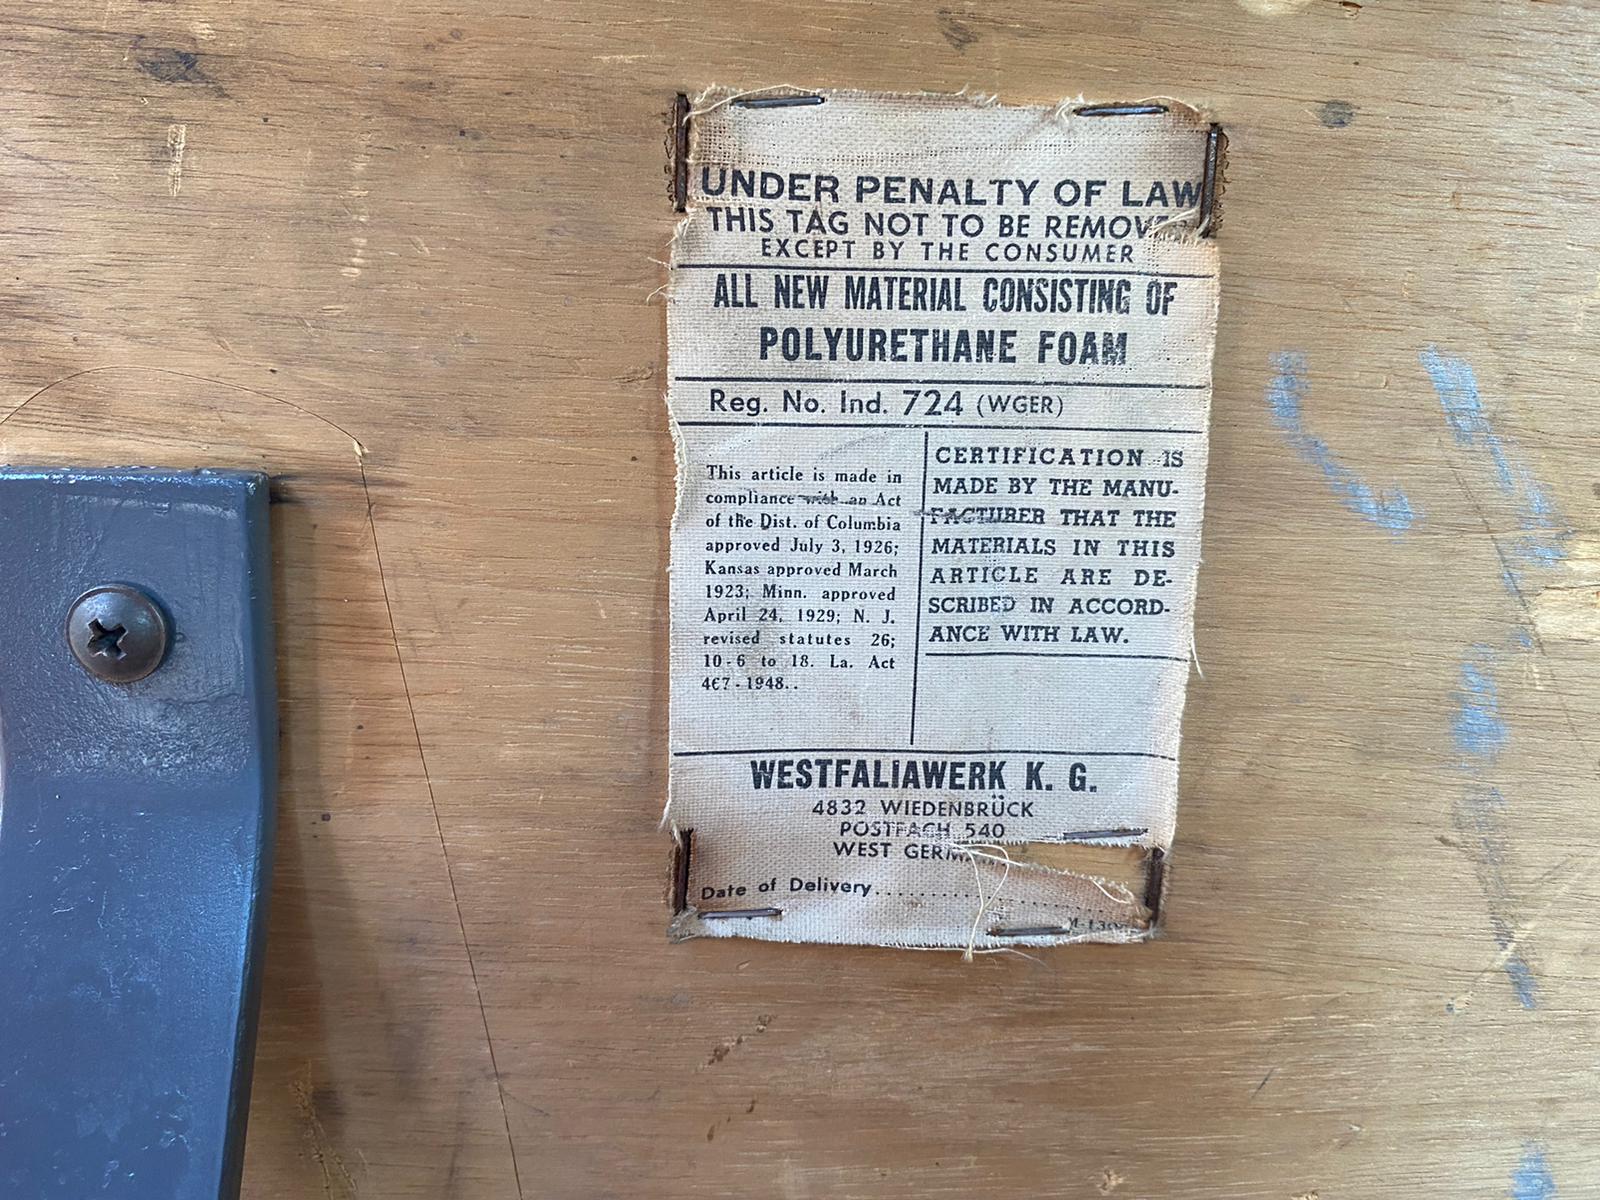 UNDER PENALTY OF LAW
THIS TAG NOT TO BE
EXCEPT BY THE CONSUMER
ALL NEW MATERIAL CONSISTING OF
POLYURETHANE FOAM
Reg. No. Ind. 724 (WGER)
This article is made in
compliance with an Act
of the Dist. of Columbia
approved July 3, 1926;
Kansas approved March
1923; Minn. approved
April 24, 1929; N. J.
revised statutes 26;
10-6 to 18. La. Act
4€7-1948..
CERTIFICATION IS
MADE BY THE MANU-
FACTURER THAT THE
MATERIALS IN THIS
ARTICLE ARE DE-
SCRIBED IN ACCORD-
ANCE WITH LAW.
WESTFALIAWERK K. G.
4832 WIEDENBRÜCK
POSTFACH 540
WEST
Date of Delivery....................